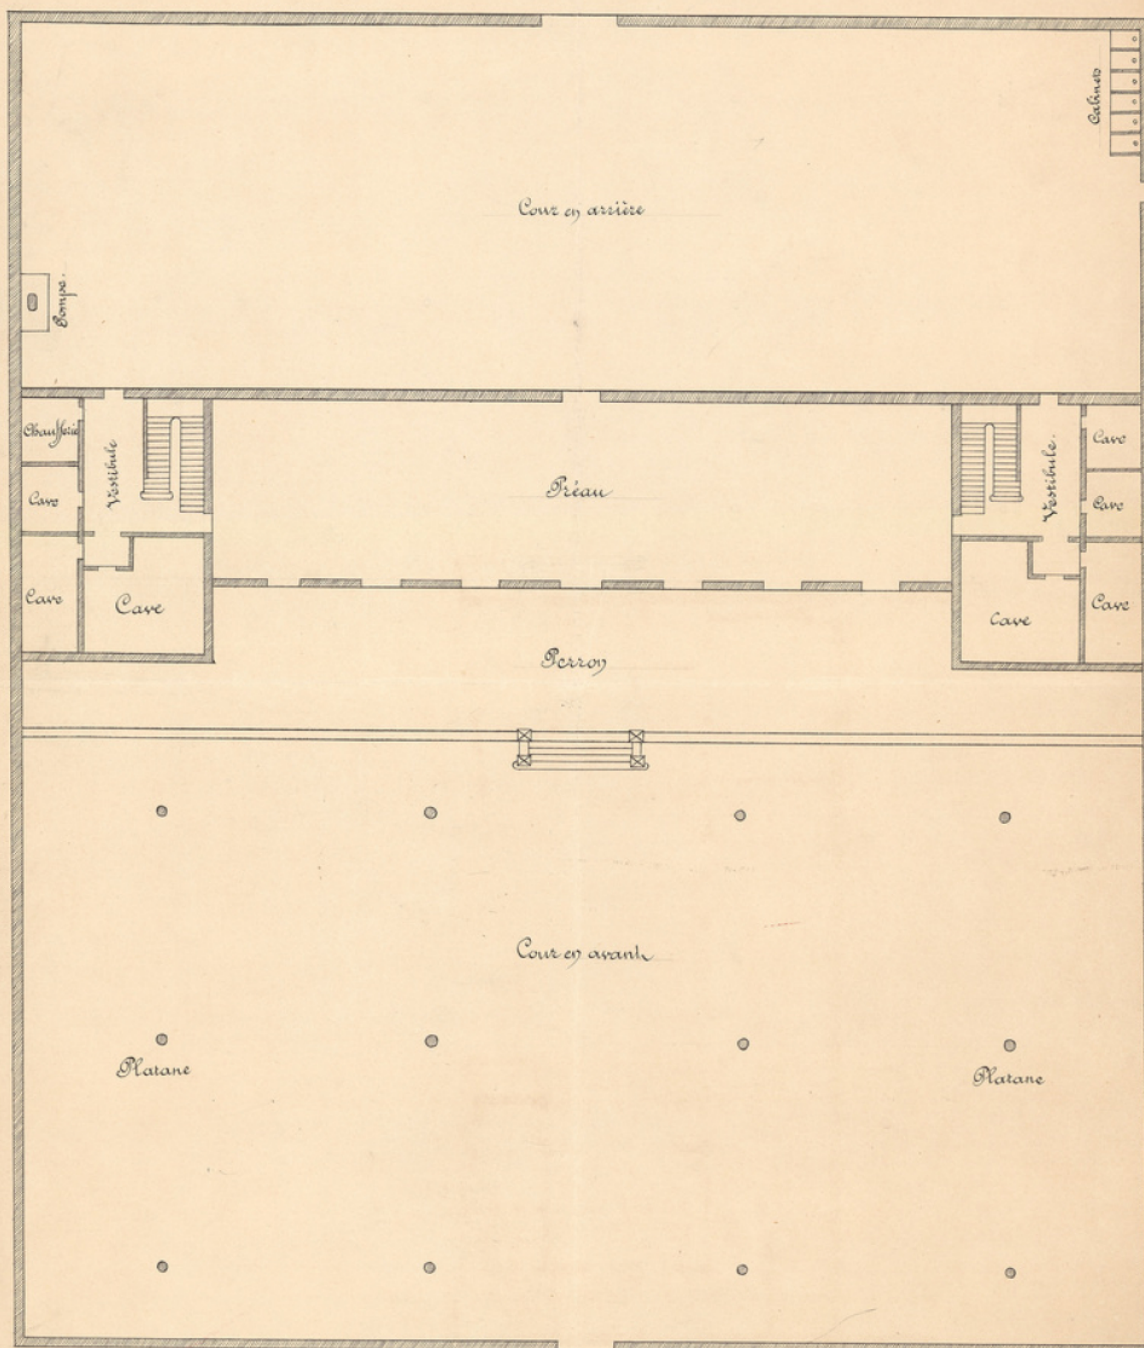 Cabinets
Cour en arrière
Pompe.
Chaufferie
Vestibule
Préau
Vestibule.
Cave
Cave
Cave
Cave
Cave
Cave
Cave
Cave
Perron
Cour en avant
Platane
Platane